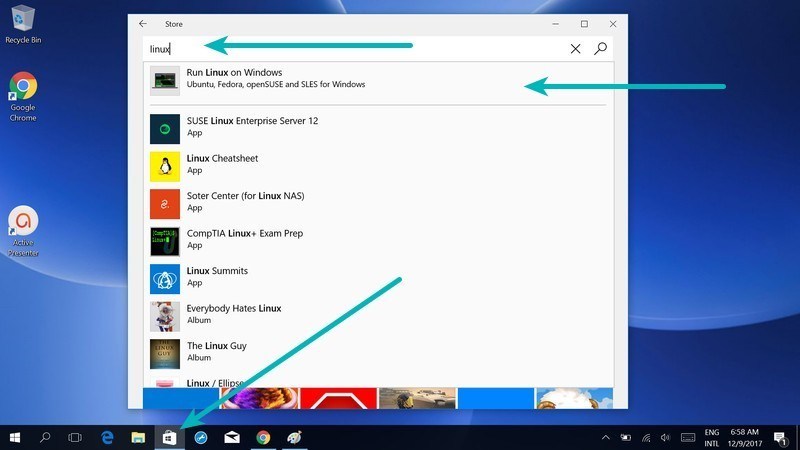 Store
linux
Run Linux on Windows
Ubuntu, Fedora, openSUSE and SLES for Windows
SUSE Linux Enterprise Server 12
App
Linux Cheatsheet
App
Soter Center (for Linux NAS)
App
CompTIA Linux+ Exam Prep
App
Linux Summits
App
Everybody Hates Linux
Album
The Linux Guy
Album
Linux / Ellipse
Recycle Bin
Google
Chrome
Active
Presenter
ENG
INTL
6:58 AM
12/9/2017
1